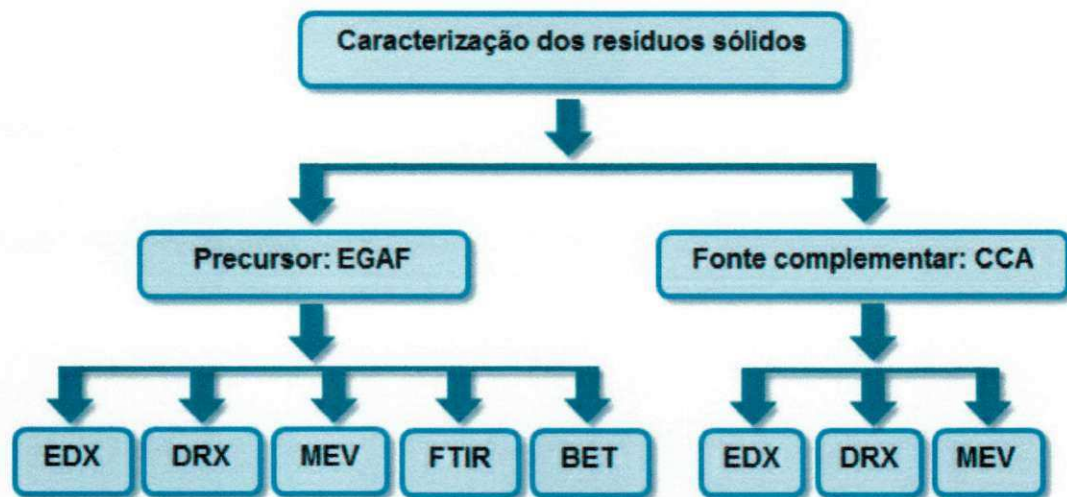 Caracterização dos resíduos sólidos
Precursor: EGAF
Fonte complementar: CCA
EDX
DRX
MEV
FTIR
BET
EDX
DRX
MEV